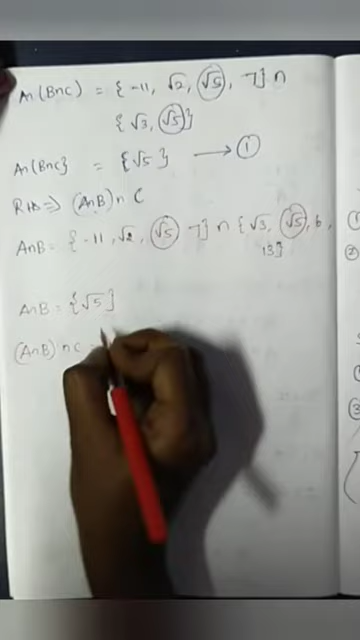 A∩(B∩C) = {-11, √2, √5, 7} ∩
{√3, √5}
A∩(B∩C} = {√5} ⟶ ①
RHS ⇒ (A∩B)∩C
A∩B = {-11, √2, √5 7} ∩ {√3, √5, 6,
13}
A∩B = {√5}
(A∩B)∩C =